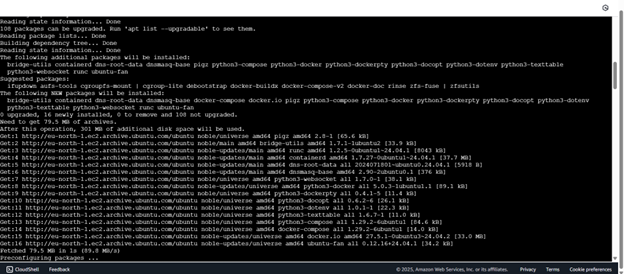 Reading state information... Done
108 packages can be upgraded. Run 'apt list --upgradable' to see them.
Reading package lists... Done
Building dependency tree... Done
Reading state information... Done
The following additional packages will be installed:
bridge-utils containerd dns-root-data dnsmasq-base pigz python3-compose python3-docker python3-dockerpty python3-docopt python3-dotenv python3-texttable
python3-websocket runc ubuntu-fan
Suggested packages:
ifupdown aufs-tools cgroupfs-mount | cgroup-lite debootstrap docker-buildx docker-compose-v2 docker-doc rinse zfs-fuse | zfsutils
The following NEW packages will be installed:
bridge-utils containerd dns-root-data dnsmasq-base docker-compose docker.io pigz python3-compose python3-docker python3-dockerpty python3-docopt python3-dotenv
python3-texttable python3-websocket runc ubuntu-fan
0 upgraded, 16 newly installed, 0 to remove and 108 not upgraded.
Need to get 79.5 MB of archives.
After this operation, 301 MB of additional disk space will be used.
Get:1 http://eu-north-1.ec2.archive.ubuntu.com/ubuntu noble/universe amd64 pigz amd64 2.8-1 [65.6 kB]
Get:2 http://eu-north-1.ec2.archive.ubuntu.com/ubuntu noble/main amd64 bridge-utils amd64 1.7.1-1ubuntu2 [33.9 kB]
Get:3 http://eu-north-1.ec2.archive.ubuntu.com/ubuntu noble-updates/main amd64 runc amd64 1.2.5-0ubuntu1~24.04.1 [8043 kB]
Get:4 http://eu-north-1.ec2.archive.ubuntu.com/ubuntu noble-updates/main amd64 containerd amd64 1.7.27-0ubuntu1~24.04.1 [37.7 MB]
Get:5 http://eu-north-1.ec2.archive.ubuntu.com/ubuntu noble-updates/main amd64 dns-root-data all 2024071801~ubuntu0.24.04.1 [5918 B]
Get:6 http://eu-north-1.ec2.archive.ubuntu.com/ubuntu noble-updates/main amd64 dnsmasq-base amd64 2.90-2ubuntu0.1 [376 kB]
Get:7 http://eu-north-1.ec2.archive.ubuntu.com/ubuntu noble/universe amd64 python3-websocket all 1.7.0-1 [38.1 kB]
Get:8 http://eu-north-1.ec2.archive.ubuntu.com/ubuntu noble-updates/universe amd64 python3-docker all 5.0.3-1ubuntu1.1 [89.1 kB]
Get:9 http://eu-north-1.ec2.archive.ubuntu.com/ubuntu noble/universe amd64 python3-dockerpty all 0.4.1-5 [11.4 kB]
Get:10 http://eu-north-1.ec2.archive.ubuntu.com/ubuntu noble/universe amd64 python3-docopt all 0.6.2-6 [26.1 kB]
Get:11 http://eu-north-1.ec2.archive.ubuntu.com/ubuntu noble/universe amd64 python3-dotenv all 1.0.1-1 [22.3 kB]
Get:12 http://eu-north-1.ec2.archive.ubuntu.com/ubuntu noble/universe amd64 python3-texttable all 1.6.7-1 [11.0 kB]
Get:13 http://eu-north-1.ec2.archive.ubuntu.com/ubuntu noble/universe amd64 python3-compose all 1.29.2-6ubuntu1 [84.6 kB]
Get:14 http://eu-north-1.ec2.archive.ubuntu.com/ubuntu noble/universe amd64 docker-compose all 1.29.2-6ubuntu1 [14.0 kB]
Get:15 http://eu-north-1.ec2.archive.ubuntu.com/ubuntu noble-updates/universe amd64 docker.io amd64 27.5.1-0ubuntu3~24.04.2 [33.0 MB]
Get:16 http://eu-north-1.ec2.archive.ubuntu.com/ubuntu noble-updates/universe amd64 ubuntu-fan all 0.12.16+24.04.1 [34.2 kB]
Fetched 79.5 MB in 1s (89.8 MB/s)
Preconfiguring packages ...
CloudShell Feedback © 2025, Amazon Web Services, Inc. or its affiliates. Privacy Terms Cookie preferences